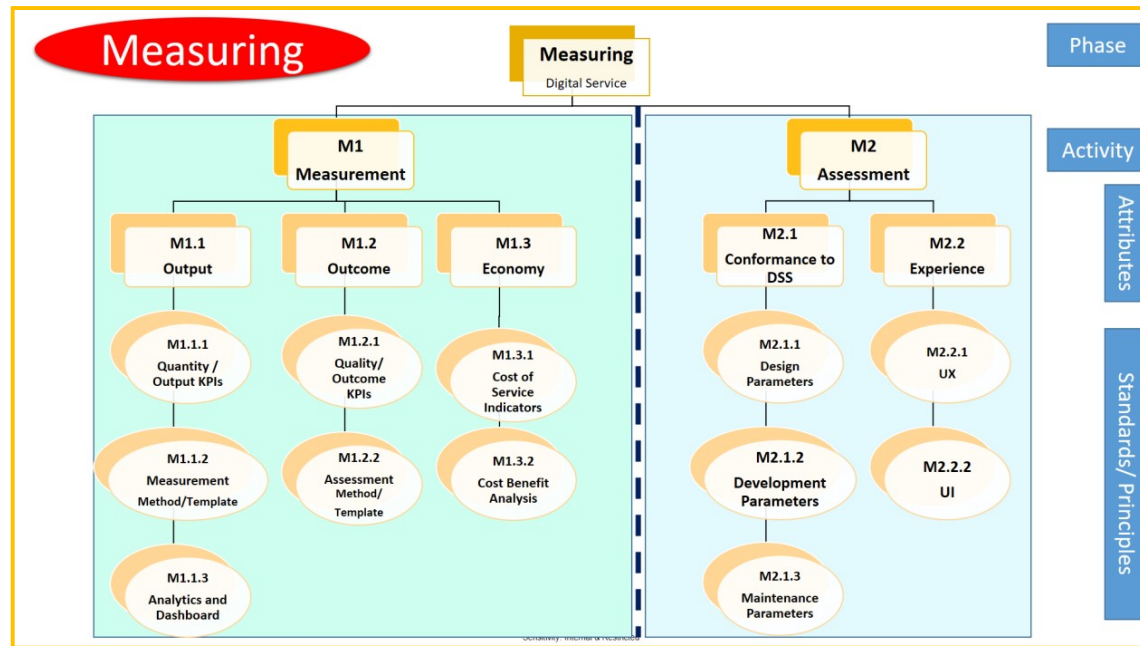 Measuring
Measuring
Digital Service
Phase
M1
Measurement
M2
Assessment
Activity
M1.1
Output
M1.2
Outcome
M1.3
Economy
M2.1
Conformance to
DSS
M2.2
Experience
Attributes
M1.1.1
Quantity /
Output KPIs
M1.2.1
Quality/
Outcome
KPIs
M1.3.1
Cost of
Service
Indicators
M2.1.1
Design
Parameters
M2.2.1
UX
Standards/ Principles
M1.1.2
Measurement
Method/Template
M1.2.2
Assessment
Method/
Template
M1.3.2
Cost Benefit
Analysis
M2.1.2
Development
Parameters
M2.2.2
UI
M1.1.3
Analytics and
Dashboard
M2.1.3
Maintenance
Parameters
Sensitivity: Internal & Restricted